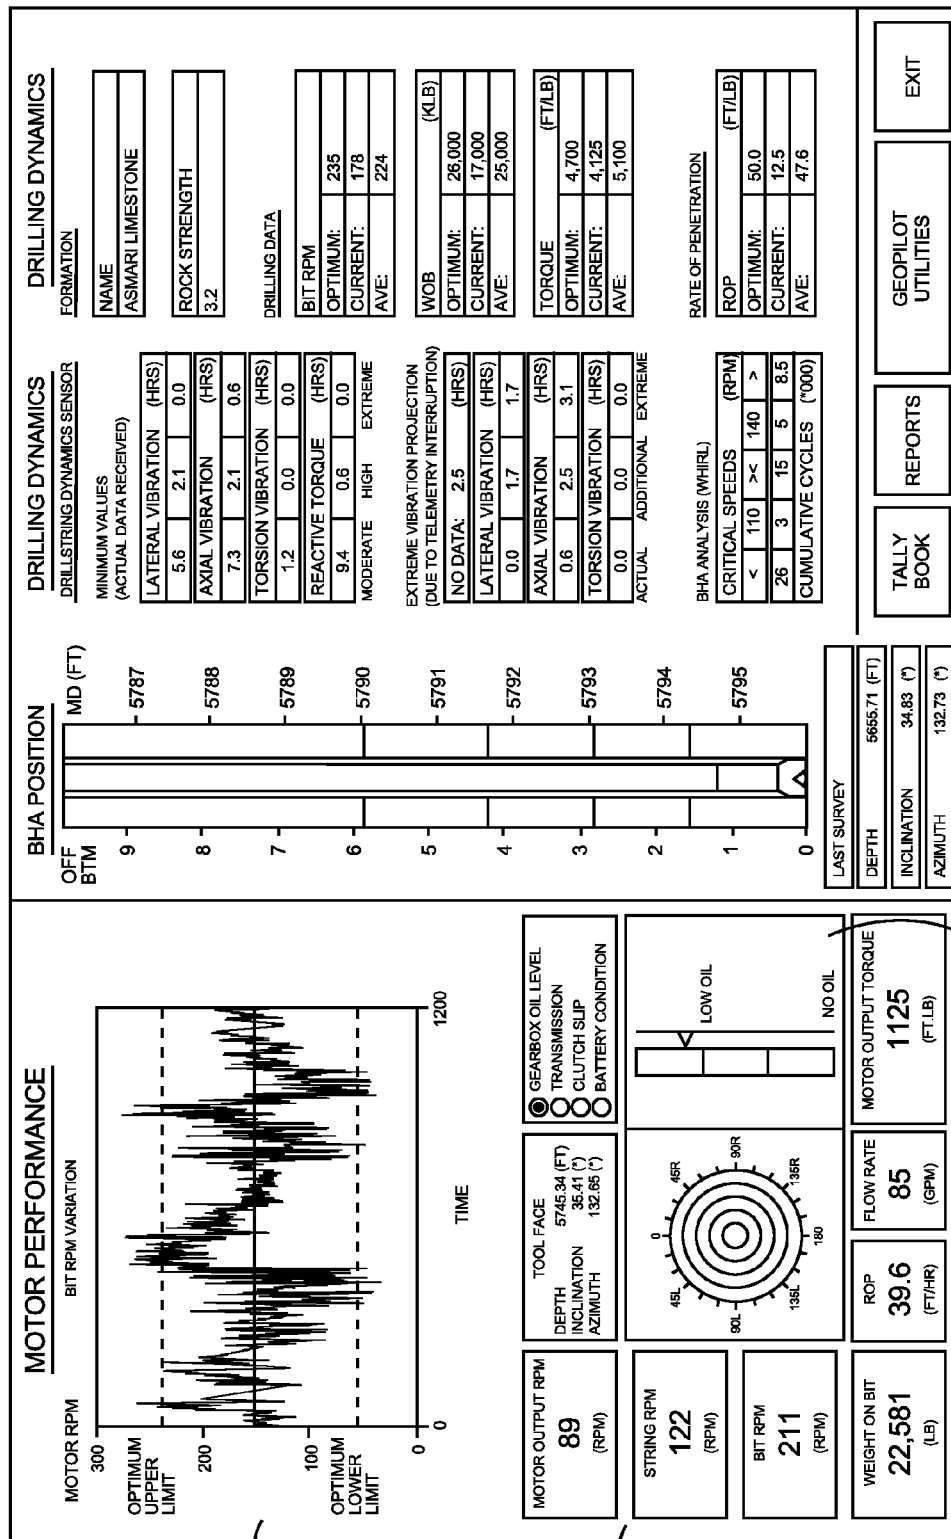 MOTOR PERFORMANCE
MOTOR RPM
BIT RPM VARIATION
300
OPTIMUM
UPPER
LIMIT
200
100
OPTIMUM
LOWER
LIMIT
0
0
1200
TIME
MOTOR OUTPUT RPM
89
(RPM)
TOOL FACE
DEPTH 5745.34 (FT)
INCLINATION 35.41 (*)
AZIMUTH 132.65 (*)
GEARBOX OIL LEVEL
TRANSMISSION
CLUTCH SLIP
BATTERY CONDITION
STRING RPM
122
(RPM)
BIT RPM
211
(RPM)
0
45R
90R
135R
180
135L
90L
45L
LOW OIL
NO OIL
WEIGHT ON BIT
22,581
(LB)
ROP
39.6
(FT/HR)
FLOW RATE
85
(GPM)
MOTOR OUTPUT TORQUE
1125
(FT.LB)
BHA POSITION
OFF
BTM
MD (FT)
9
8
7
6
5
4
3
2
1
0
5787
5788
5789
5790
5791
5792
5793
5794
5795
LAST SURVEY
DEPTH 5655.71 (FT)
INCLINATION 34.83 (*)
AZIMUTH 132.73 (*)
DRILLING DYNAMICS
DRILLSTRING DYNAMICS SENSOR
MINIMUM VALUES
(ACTUAL DATA RECEIVED)
LATERAL VIBRATION (HRS)
5.6 2.1 0.0
AXIAL VIBRATION (HRS)
7.3 2.1 0.6
TORSION VIBRATION (HRS)
1.2 0.0 0.0
REACTIVE TORQUE (HRS)
9.4 0.6 0.0
MODERATE HIGH EXTREME
EXTREME VIBRATION PROJECTION
(DUE TO TELEMETRY INTERRUPTION)
NO DATA: 2.5 (HRS)
LATERAL VIBRATION (HRS)
0.0 1.7 1.7
AXIAL VIBRATION (HRS)
0.6 2.5 3.1
TORSION VIBRATION (HRS)
0.0 0.0 0.0
ACTUAL ADDITIONAL EXTREME
BHA ANALYSIS (WHIRL)
CRITICAL SPEEDS (RPM)
< 110 >< 140 >
26 3 15 5 8.5
CUMULATIVE CYCLES (*000)
DRILLING DYNAMICS
FORMATION
NAME
ASMARI LIMESTONE
ROCK STRENGTH
3.2
DRILLING DATA
BIT RPM
OPTIMUM: 235
CURRENT: 178
AVE: 224
WOB (KLB)
OPTIMUM: 26,000
CURRENT: 17,000
AVE: 25,000
TORQUE (FT/LB)
OPTIMUM: 4,700
CURRENT: 4,125
AVE: 5,100
RATE OF PENETRATION
ROP (FT/LB)
OPTIMUM: 50.0
CURRENT: 12.5
AVE: 47.6
TALLY
BOOK
REPORTS
GEOPILOT
UTILITIES
EXIT